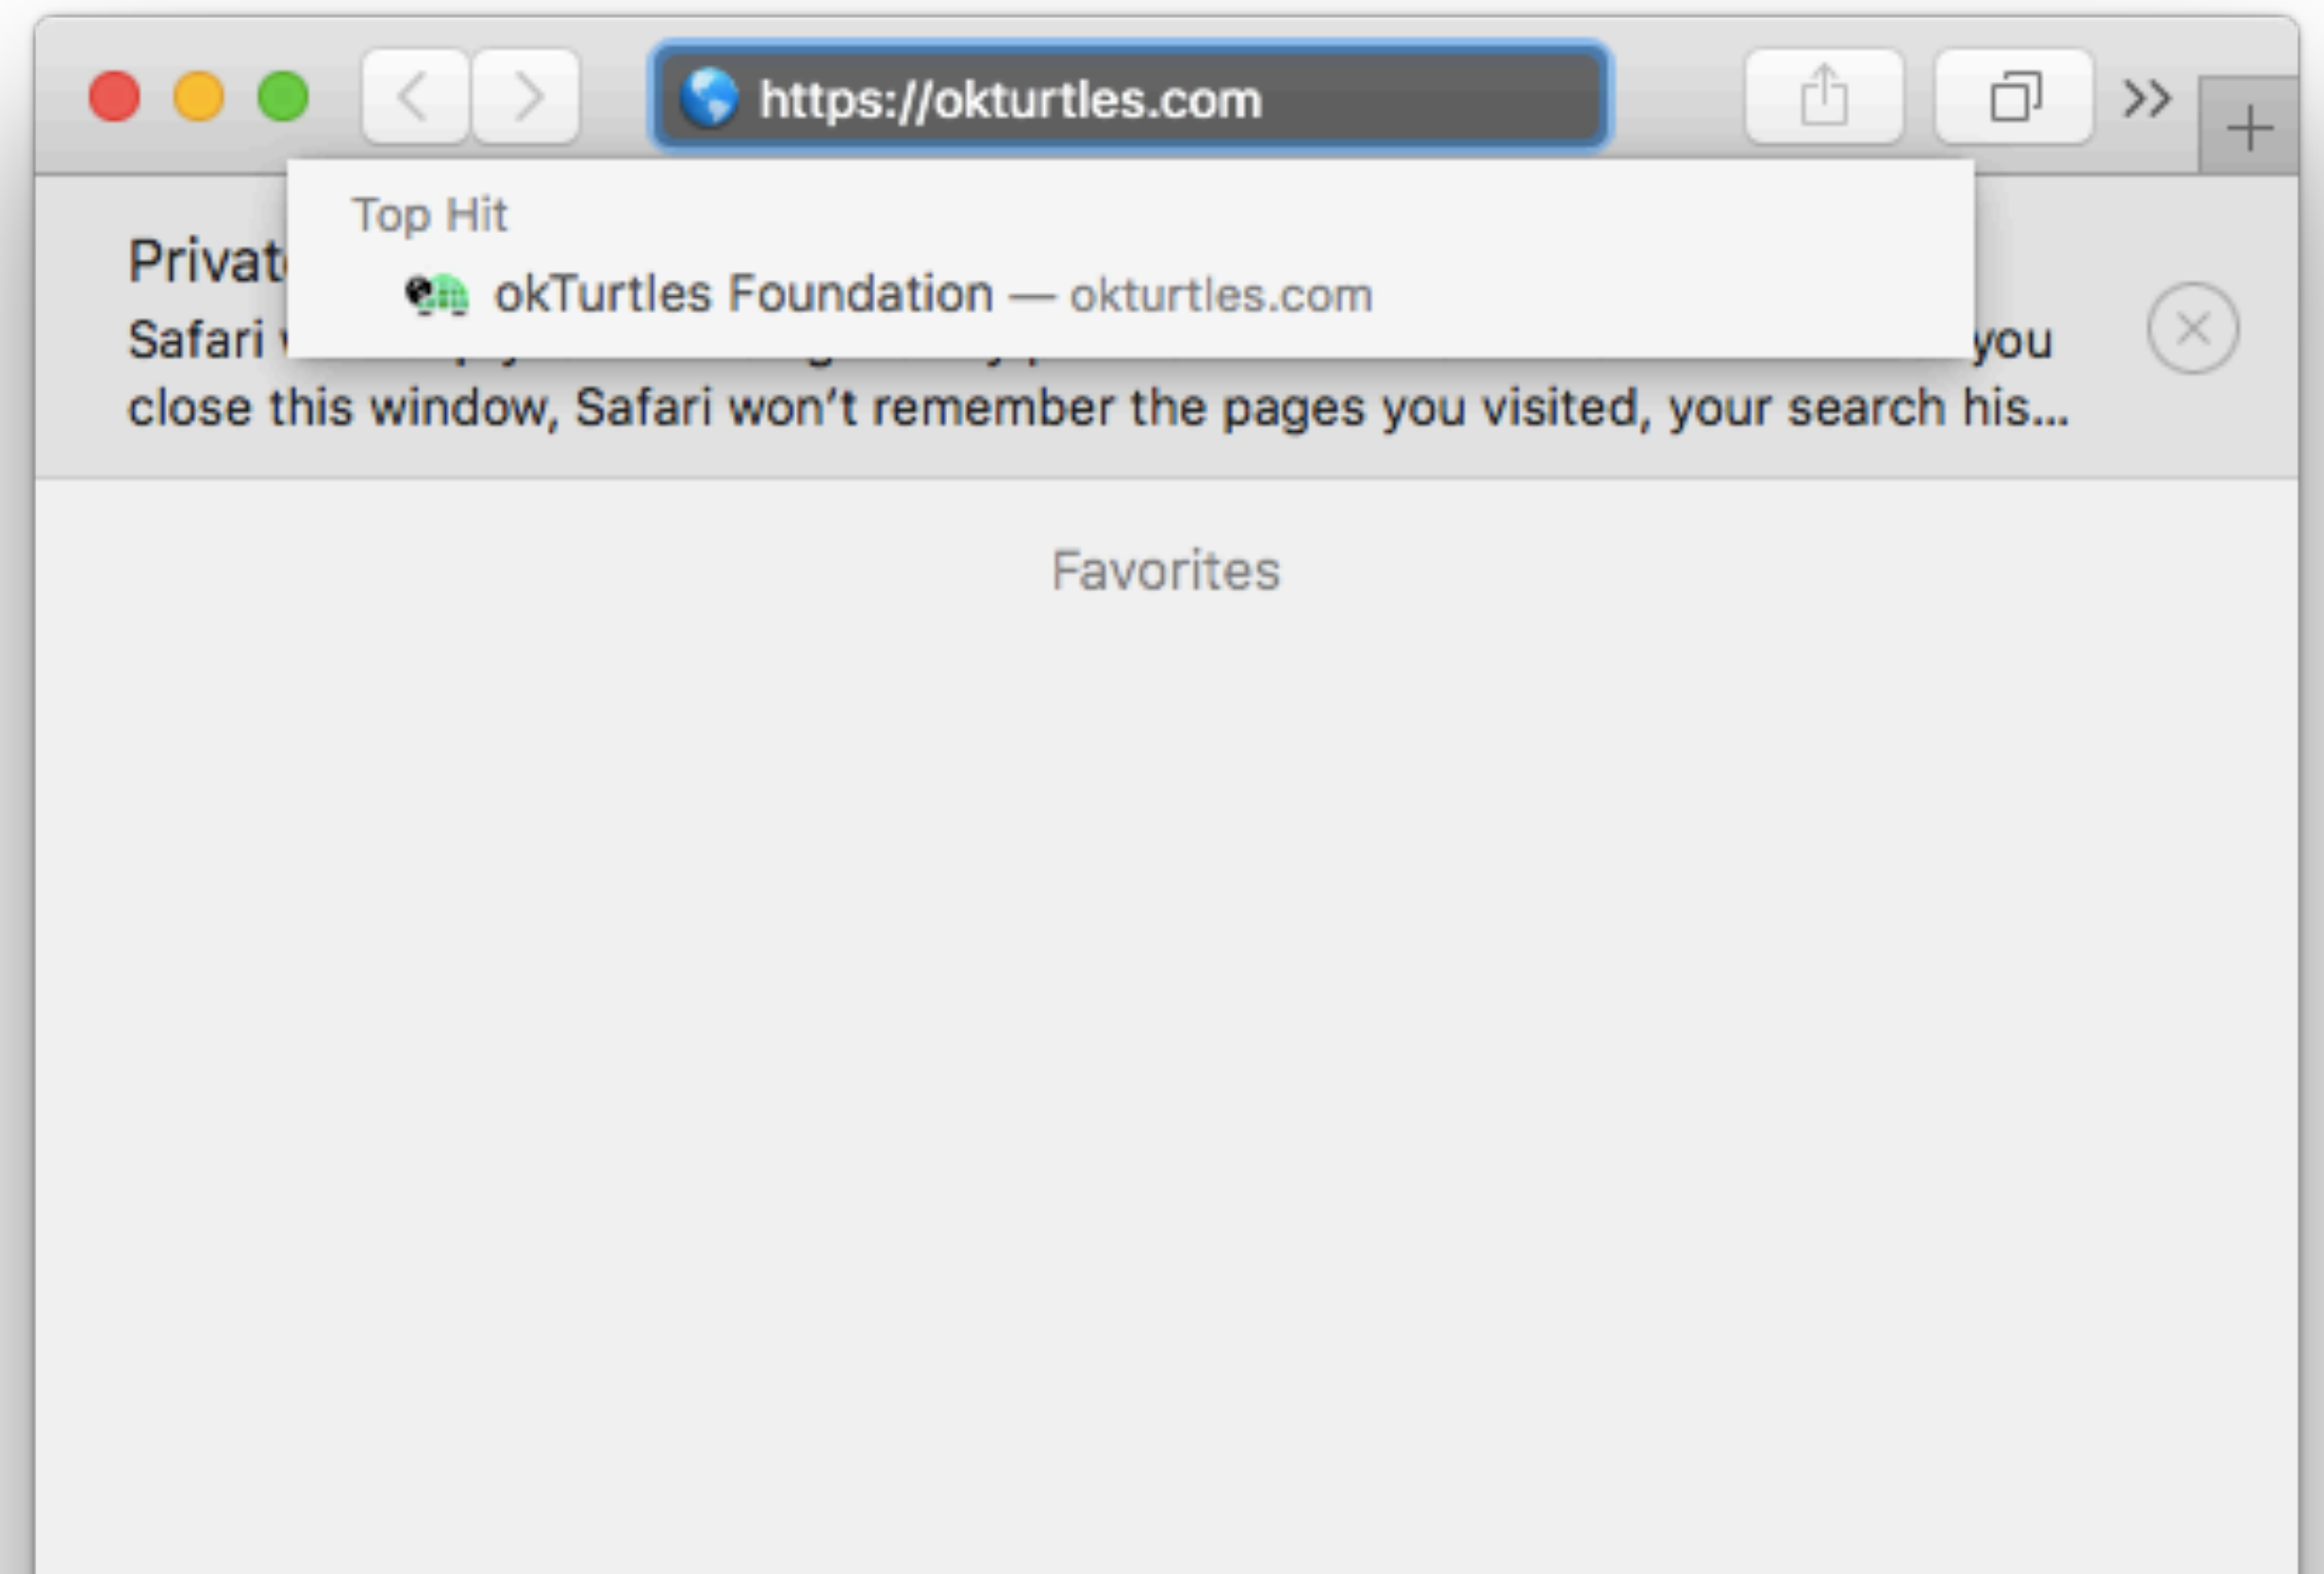 https://okturtles.com
Top Hit
okTurtles Foundation — okturtles.com
Safari you
close this window, Safari won't remember the pages you visited, your search his...
Favorites